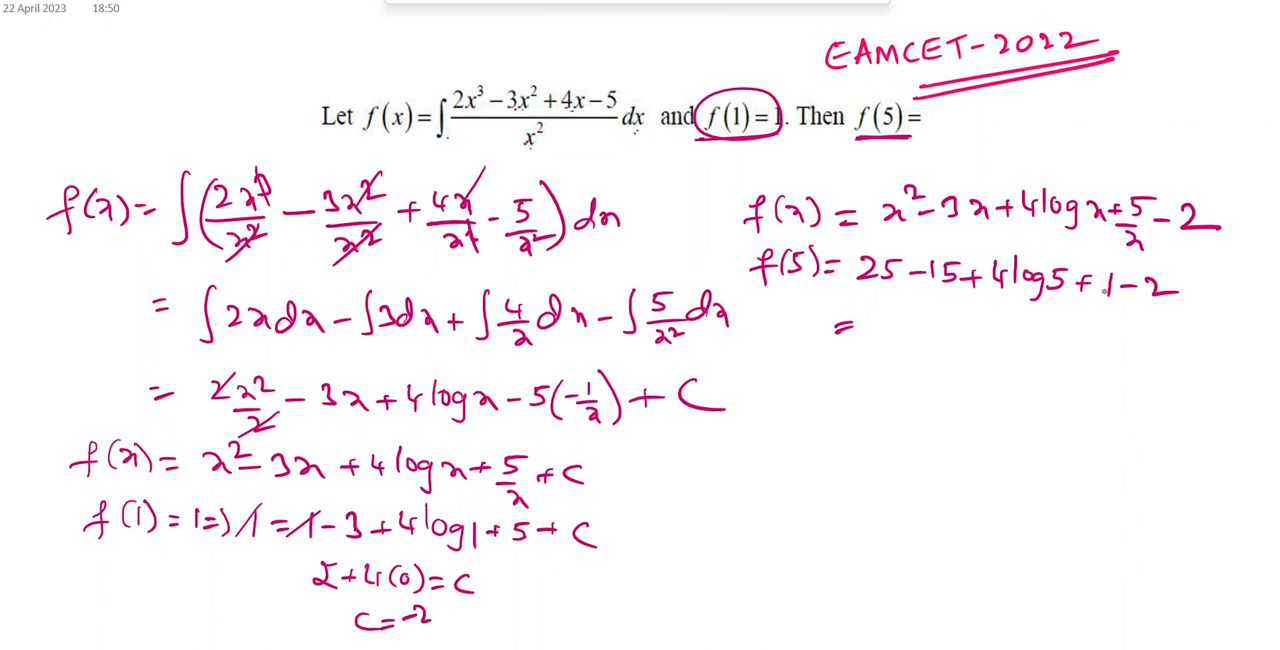 22 April 2023 18:50
EAMCET-2022
Let f(x) = ∫ (2x³ − 3x² + 4x − 5)/x² dx and f(1) = 1. Then f(5) =
f(x) = ∫(2x³/x² − 3x²/x² + 4x/x² − 5/x²) dx
= ∫2x dx − ∫3dx + ∫4/x dx − ∫5/x² dx
= 2x²/2 − 3x + 4 log x − 5(−1/x) + C
f(x) = x² − 3x + 4 log x + 5/x + C
f(1) = 1 => 1 = 1 − 3 + 4 log 1 + 5 + C
2 + 4(0) = C
C = −2
f(x) = x² − 3x + 4 log x + 5/x − 2
f(5) = 25 − 15 + 4 log 5 + 1 − 2
=